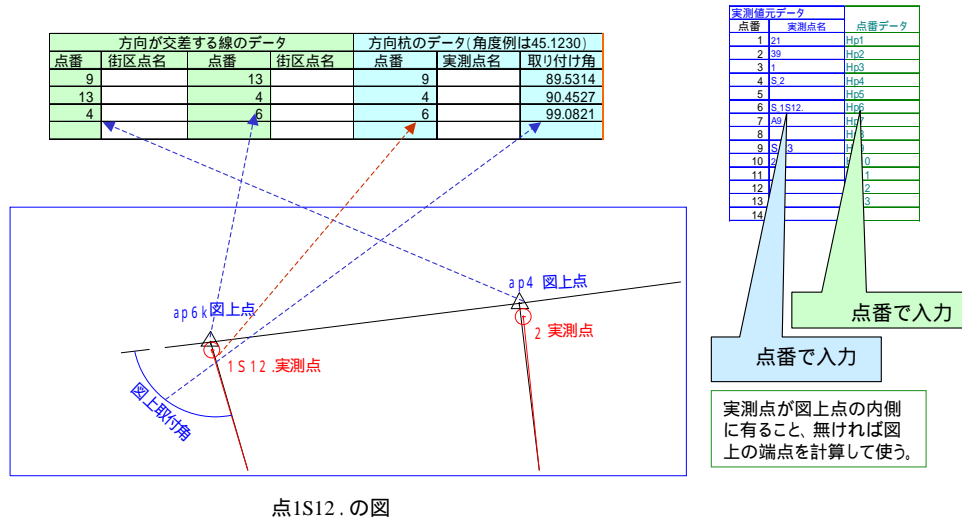 方向が交差する線のデータ 方向杭のデータ(角度例は45.1230)
点番 街区点名 点番 街区点名 点番 実測点名 取り付け角
9 13 9 89.5314
13 4 4 90.4527
4 6 6 99.0821
実測値元データ
点番 実測点名 点番データ
1 21 Hp1
2 39 Hp2
3 1 Hp3
4 S,2 Hp4
5 Hp5
6 S,1S12. Hp6
7 A9
8
9
10
11
12
13
14
点番で入力
点番で入力
ap4 図上点
ap6k図上点
2 実測点
1S12.実測点
図上取付角
実測点が図上点の内側
に有ること、無ければ図
上の端点を計算して使う。
点1S12.の図